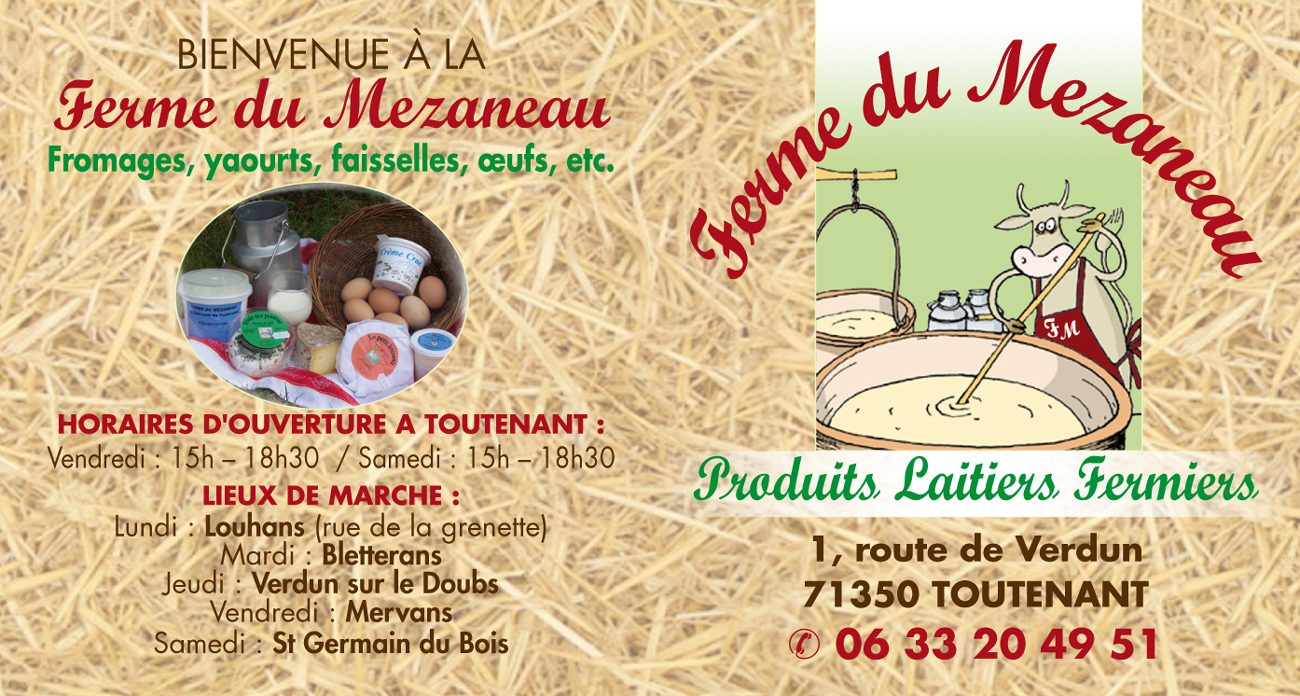 BIENVENUE À LA
Ferme du Mezaneau
Fromages, yaourts, faisselles, œufs, etc.
Crème Crue
HORAIRES D'OUVERTURE A TOUTENANT :
Vendredi : 15h – 18h30 / Samedi : 15h – 18h30
LIEUX DE MARCHE :
Lundi : Louhans (rue de la grenette)
Mardi : Bletterans
Jeudi : Verdun sur le Doubs
Vendredi : Mervans
Samedi : St Germain du Bois
Ferme du Mezaneau
FM
Produits Laitiers Fermiers
1, route de Verdun
71350 TOUTENANT
✆ 06 33 20 49 51